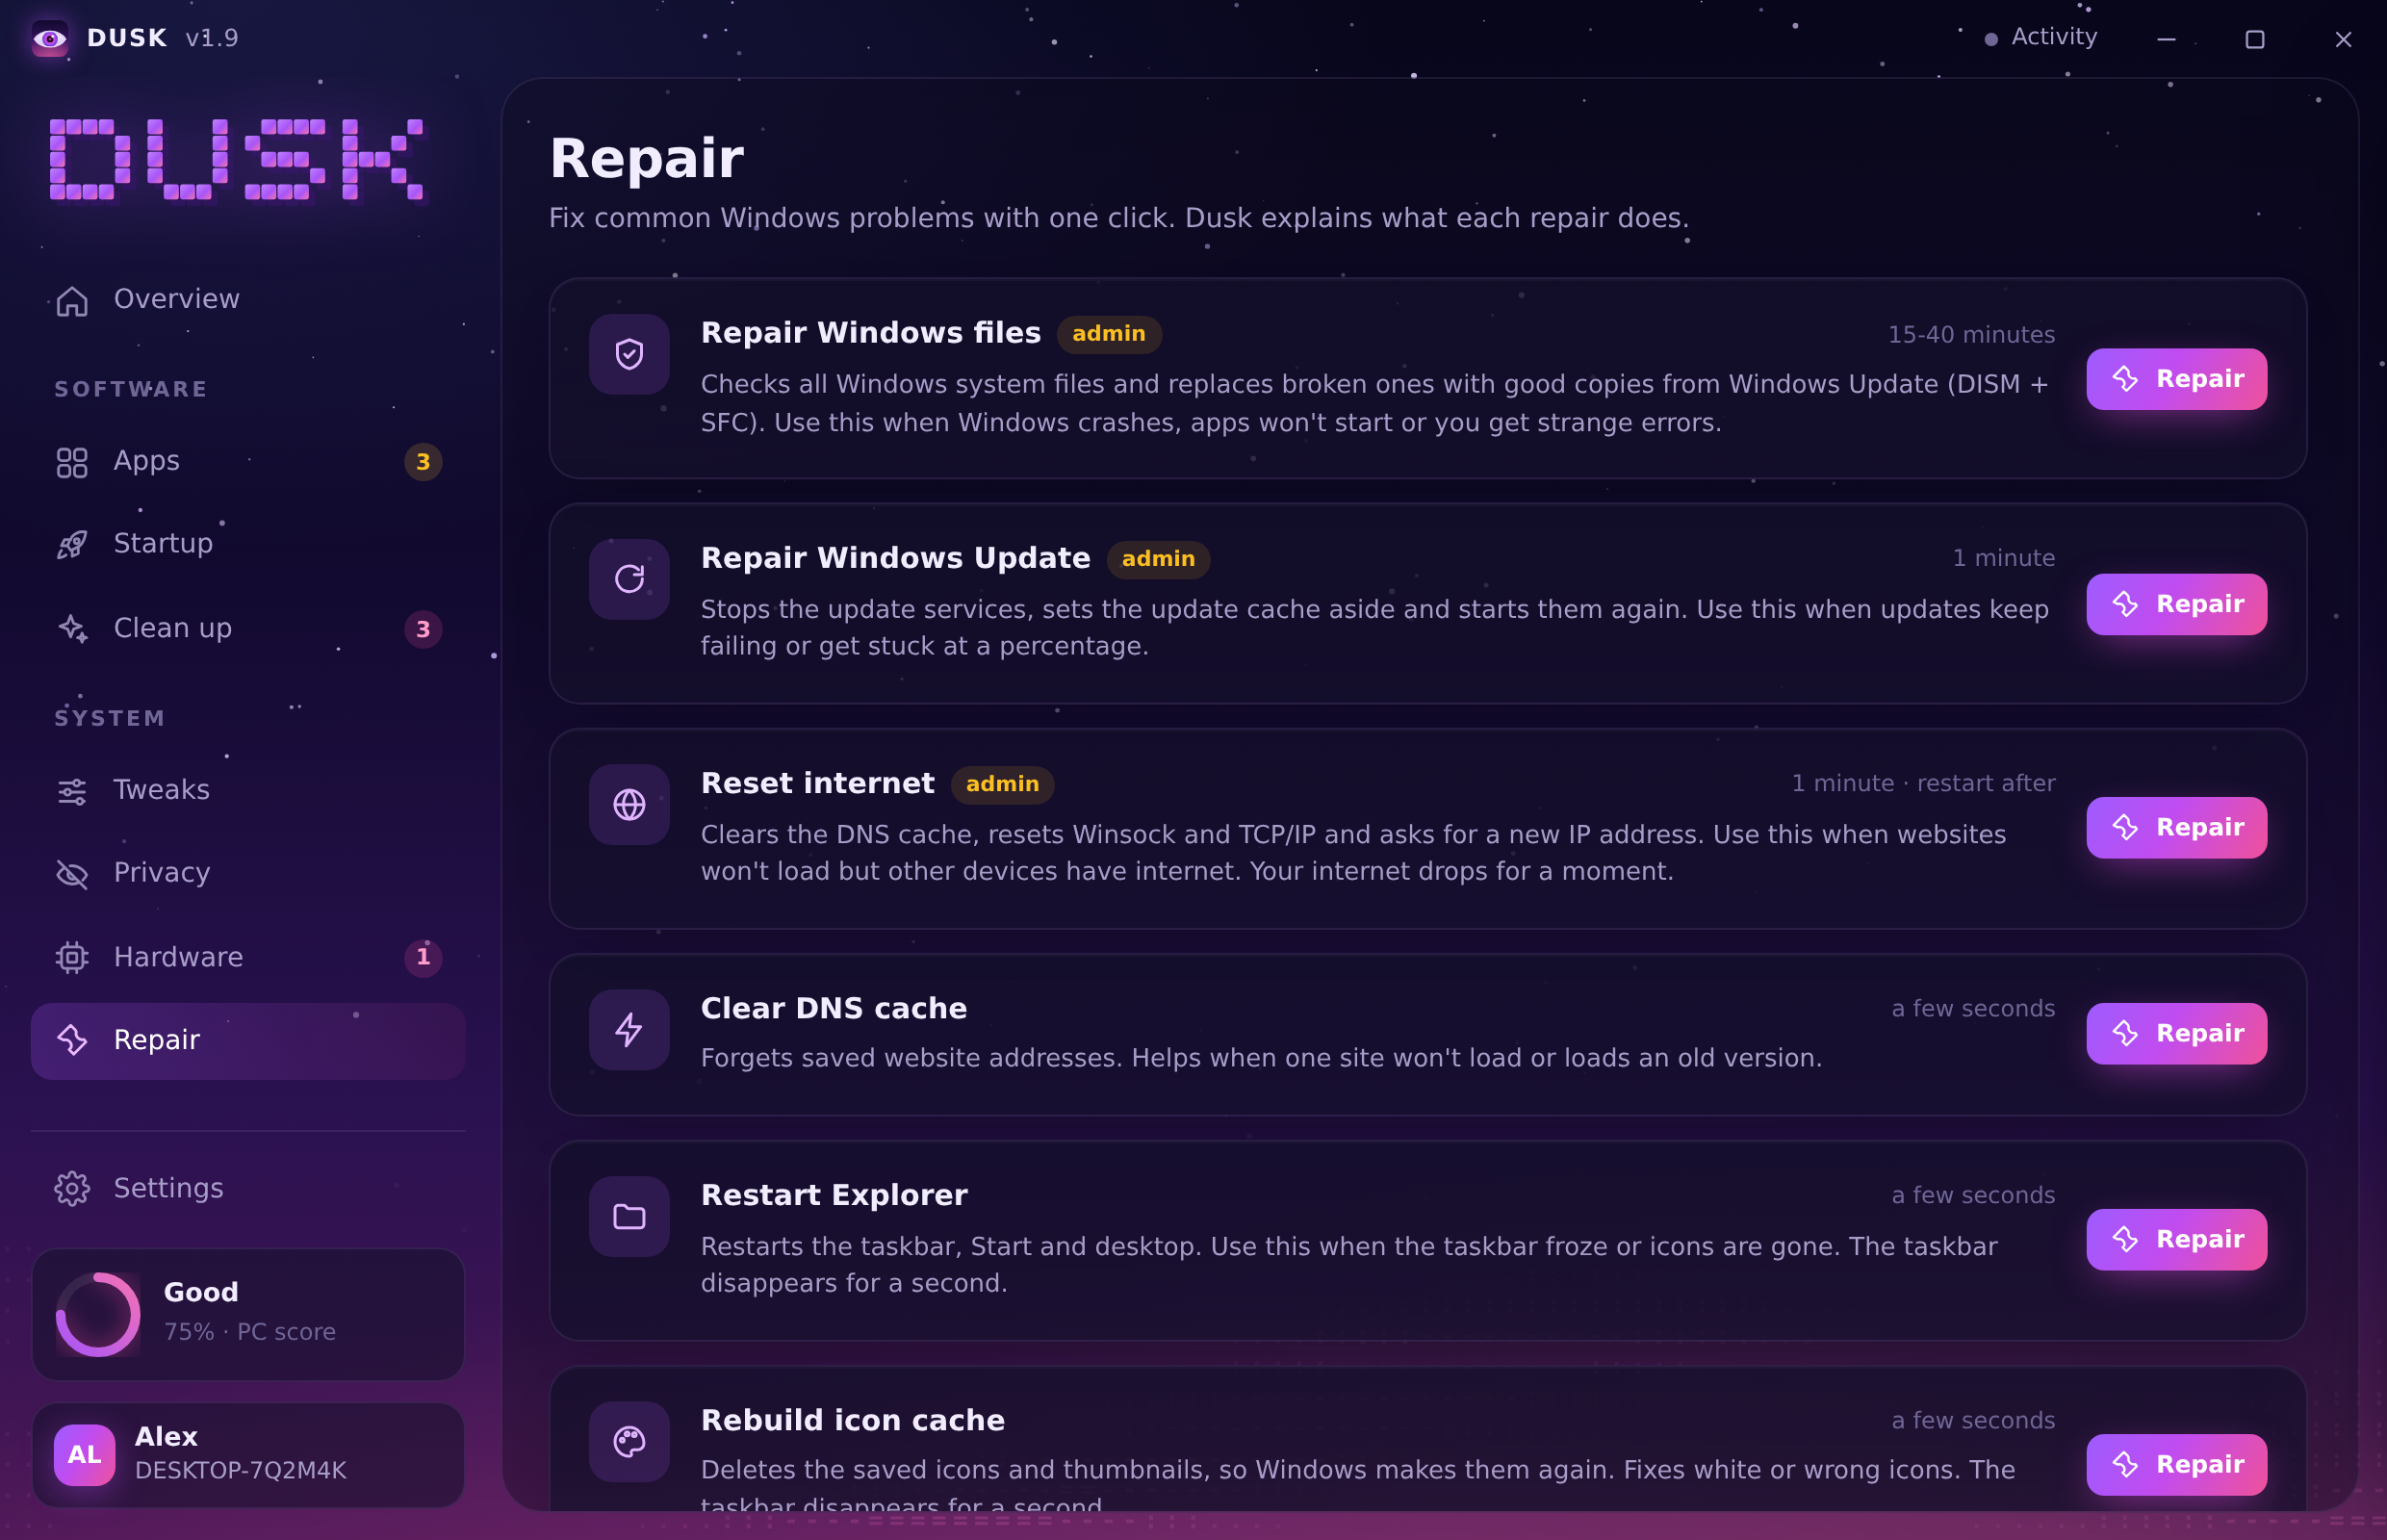 DUSK v1.9
Activity
DUSK
Overview
SOFTWARE
Apps 3
Startup
Clean up 3
SYSTEM
Tweaks
Privacy
Hardware 1
Repair
Settings
Good
75% · PC score
AL
Alex
DESKTOP-7Q2M4K
Repair
Fix common Windows problems with one click. Dusk explains what each repair does.
Repair Windows files admin 15-40 minutes
Checks all Windows system files and replaces broken ones with good copies from Windows Update (DISM +
SFC). Use this when Windows crashes, apps won't start or you get strange errors.
Repair
Repair Windows Update admin 1 minute
Stops the update services, sets the update cache aside and starts them again. Use this when updates keep
failing or get stuck at a percentage.
Repair
Reset internet admin 1 minute · restart after
Clears the DNS cache, resets Winsock and TCP/IP and asks for a new IP address. Use this when websites
won't load but other devices have internet. Your internet drops for a moment.
Repair
Clear DNS cache a few seconds
Forgets saved website addresses. Helps when one site won't load or loads an old version.
Repair
Restart Explorer a few seconds
Restarts the taskbar, Start and desktop. Use this when the taskbar froze or icons are gone. The taskbar
disappears for a second.
Repair
Rebuild icon cache a few seconds
Deletes the saved icons and thumbnails, so Windows makes them again. Fixes white or wrong icons. The
taskbar disappears for a second
Repair